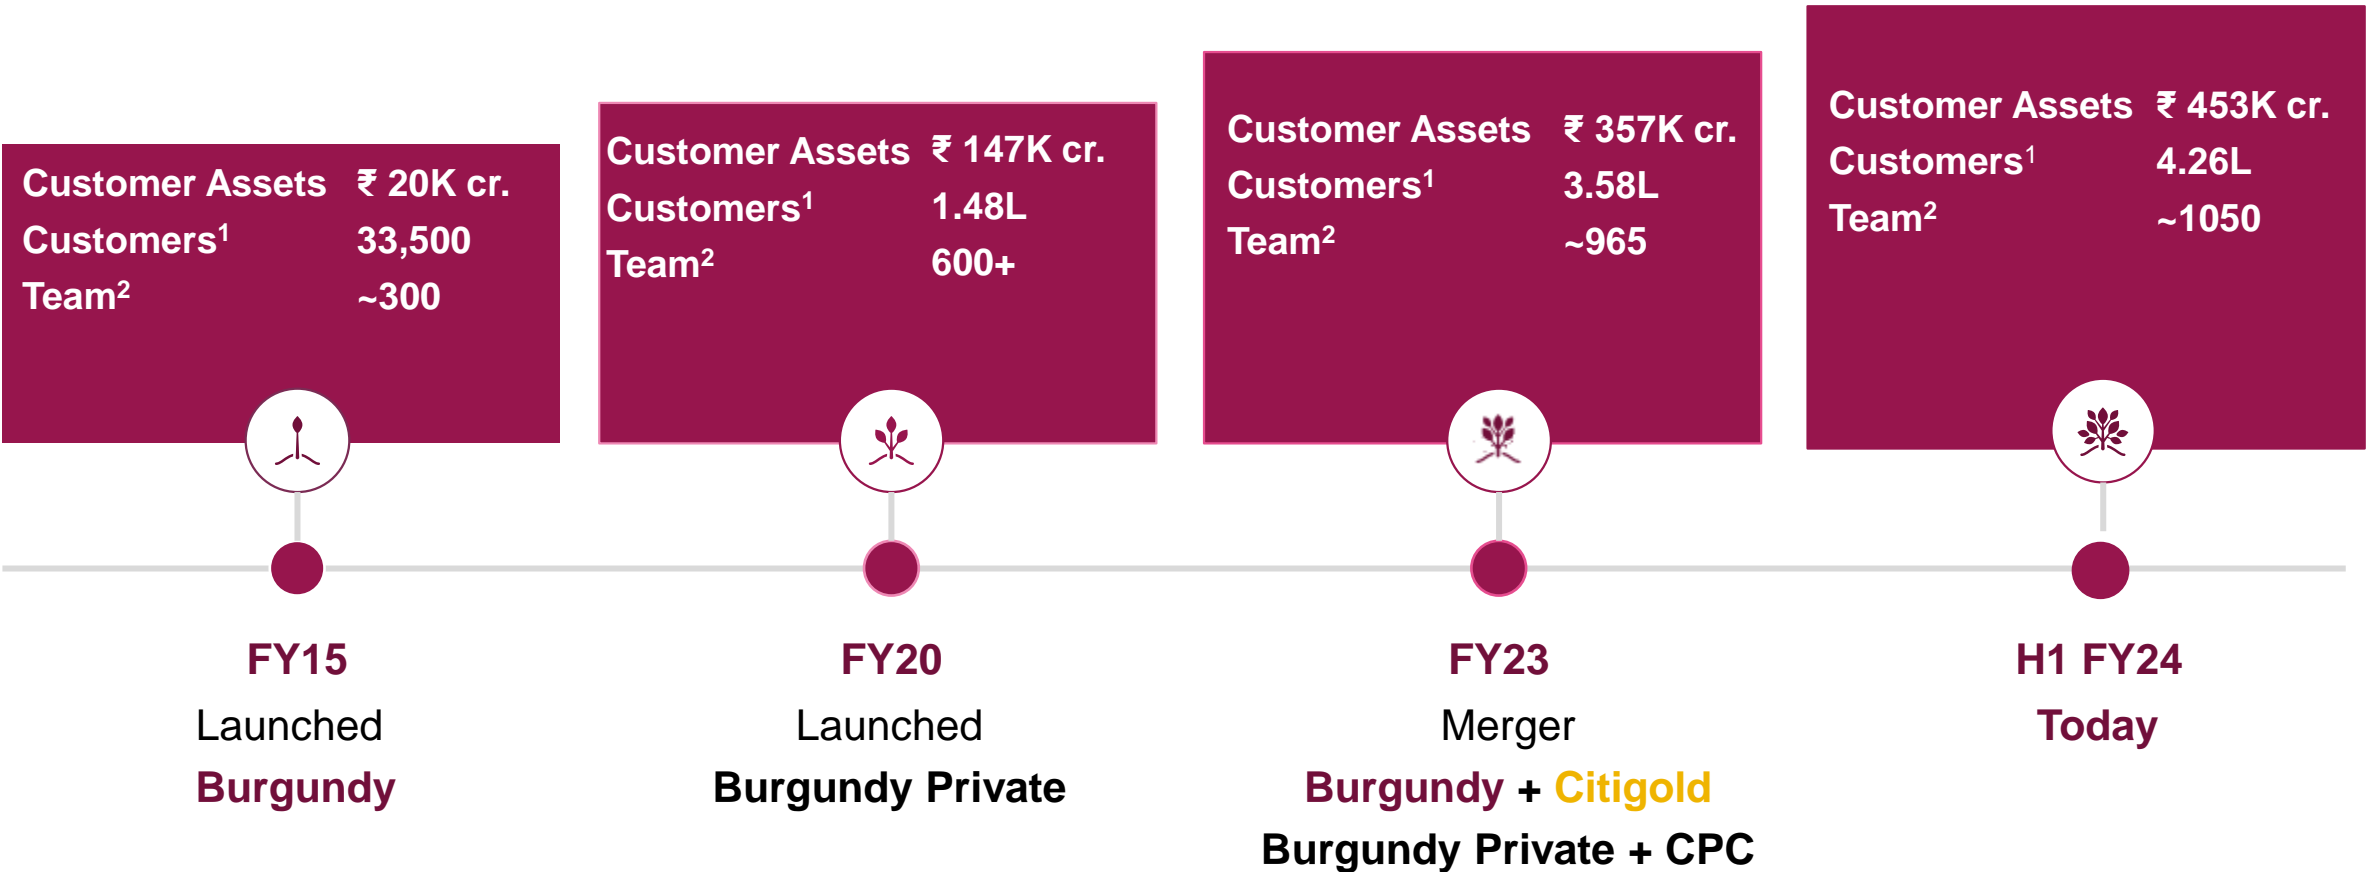 Customer Assets ₹ 20K cr.
Customers1 33,500
Team2 ~300
FY15
Launched
Burgundy
Customer Assets ₹ 147K cr.
Customers1 1.48L
Team2 600+
FY20
Launched
Burgundy Private
Customer Assets ₹ 357K cr.
Customers1 3.58L
Team2 ~965
FY23
Merger
Burgundy + Citigold
Burgundy Private + CPC
Customer Assets ₹ 453K cr.
Customers1 4.26L
Team2 ~1050
H1 FY24
Today